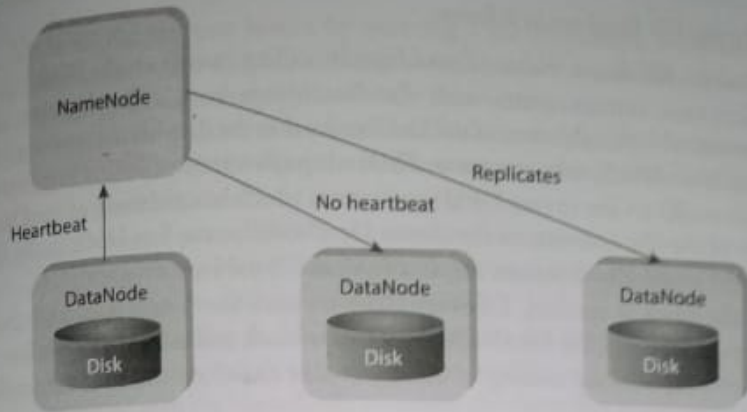 NameNode
Replicates
No heartbeat
Heartbeat
DataNode
DataNode
DataNode
Disk
Disk
Disk